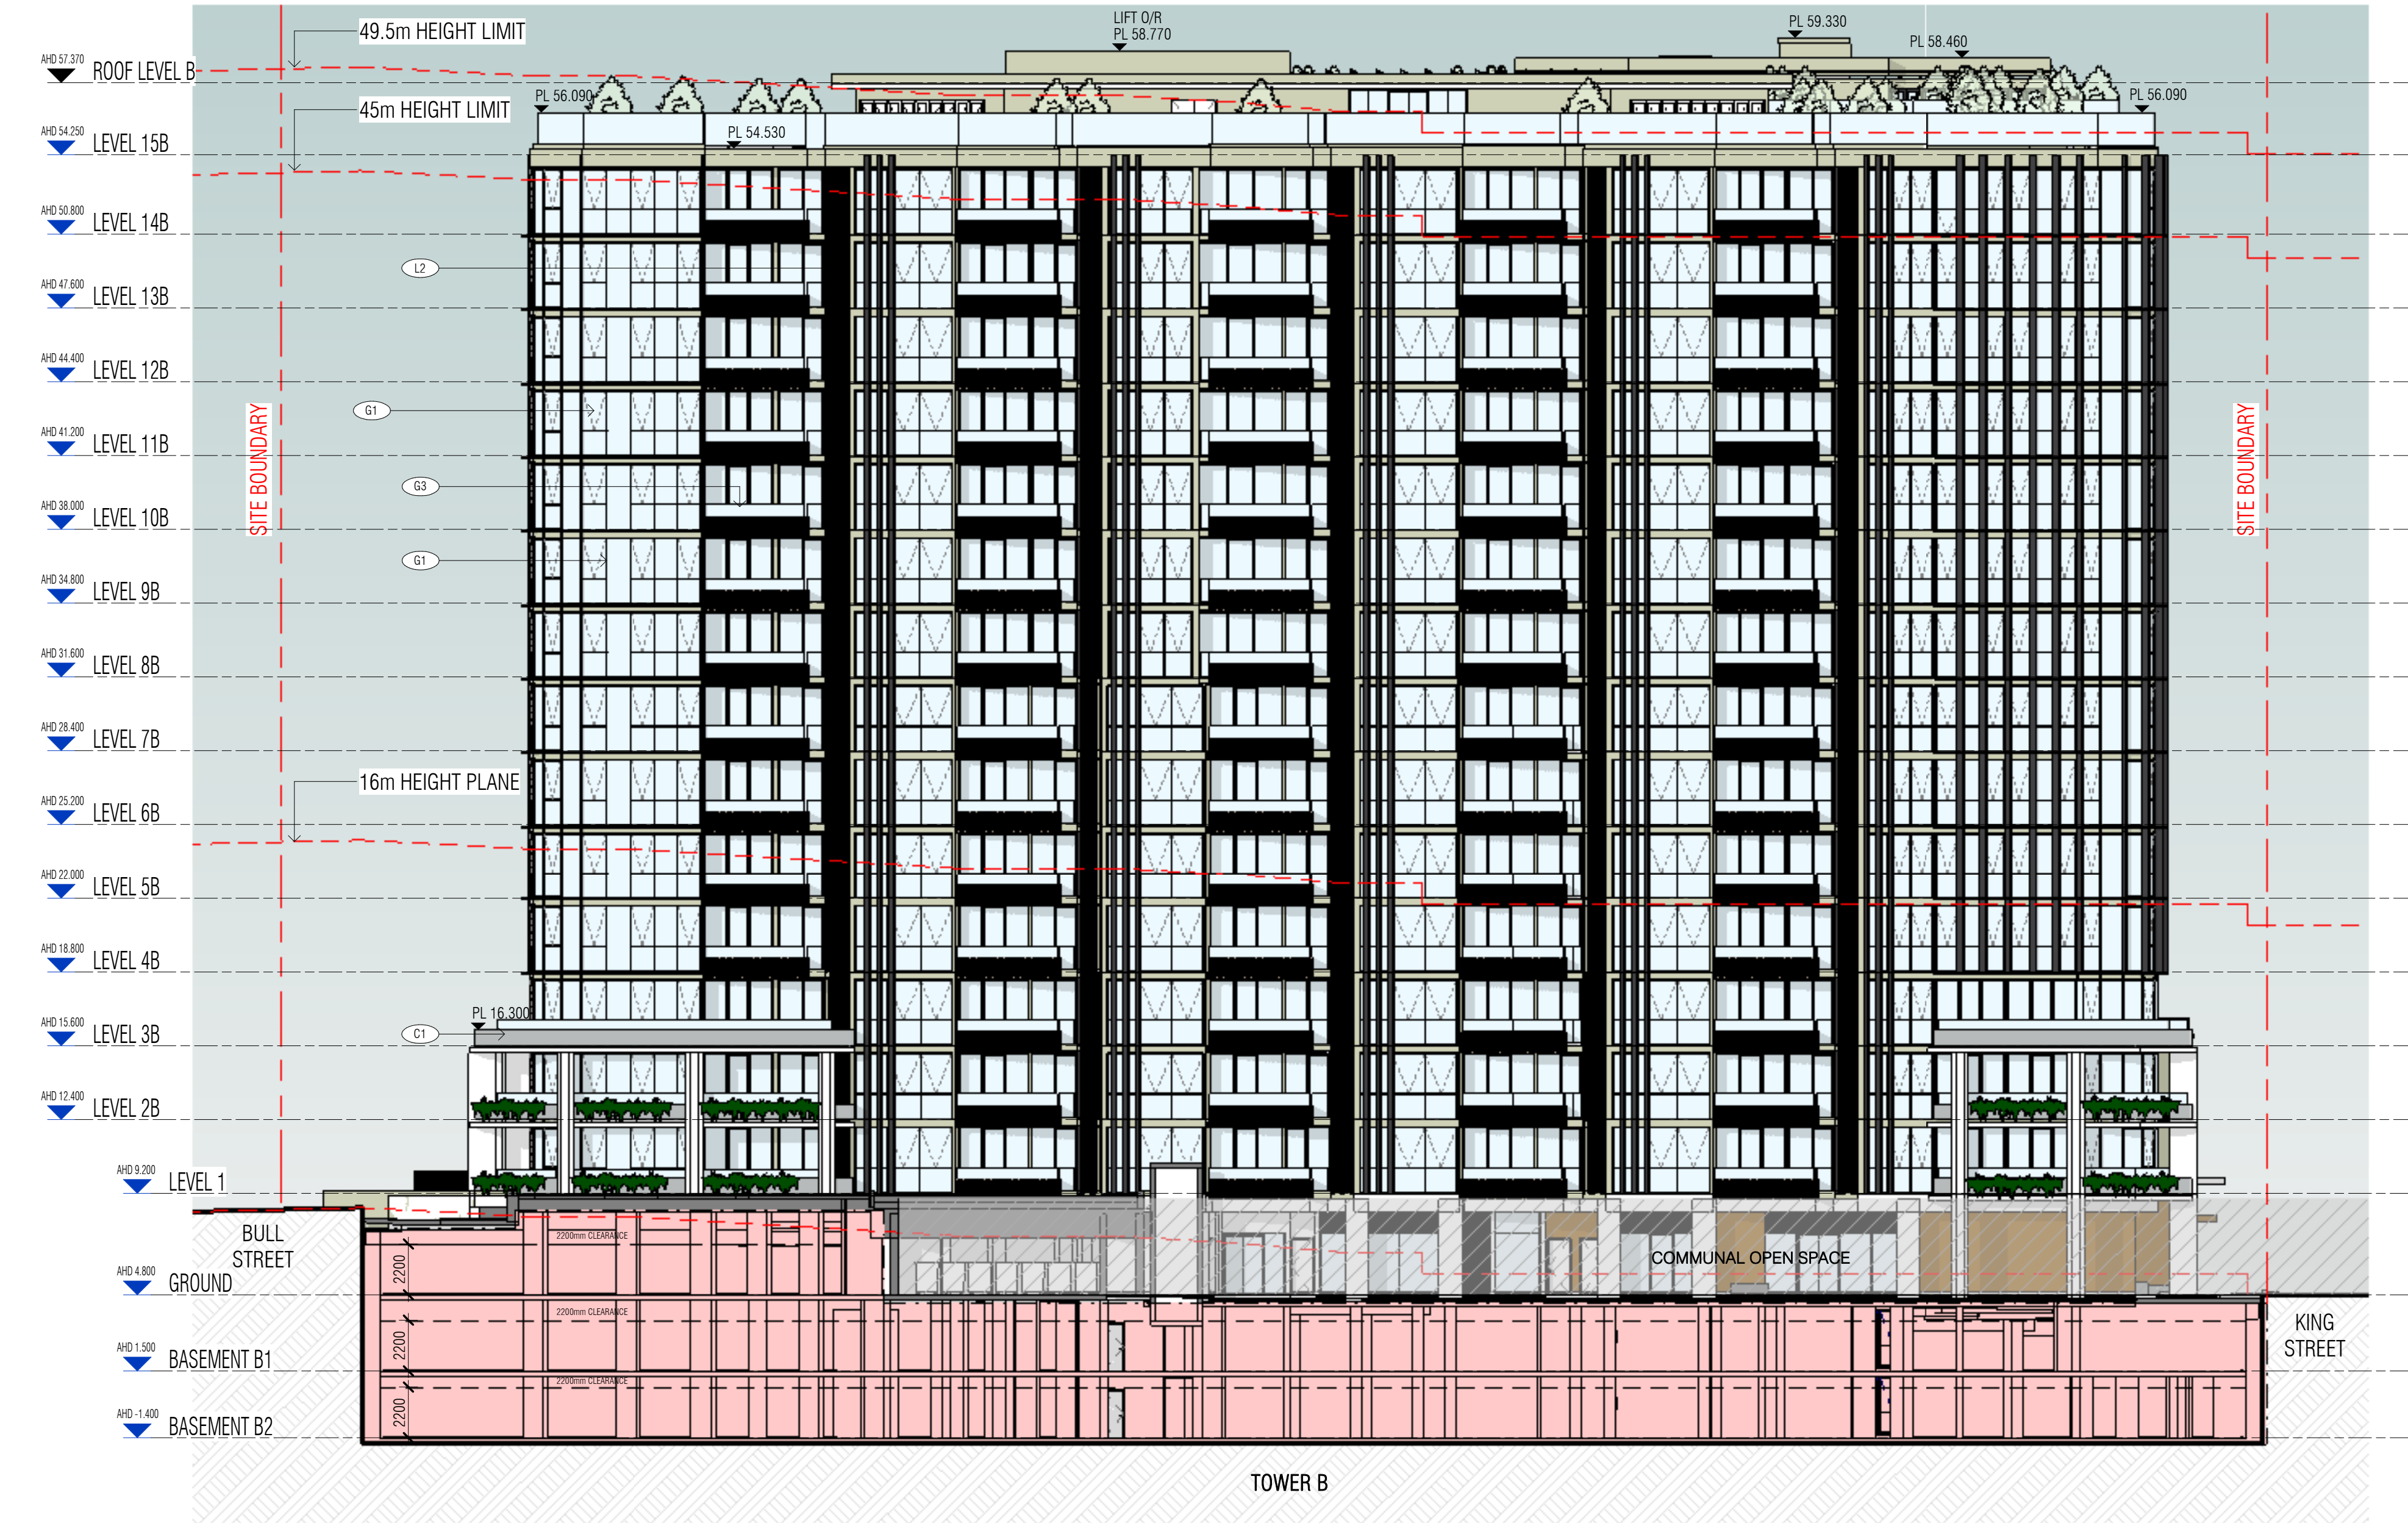 LIFT O/R
PL 58.770
PL 59.330
PL 58.460
49.5m HEIGHT LIMIT
AHD 57.370
ROOF LEVEL B
PL 56.090
PL 56.090
45m HEIGHT LIMIT
PL 54.530
AHD 54.250
LEVEL 15B
AHD 50.800
LEVEL 14B
L2
AHD 47.600
LEVEL 13B
AHD 44.400
LEVEL 12B
G1
SITE BOUNDARY
SITE BOUNDARY
AHD 41.200
LEVEL 11B
G3
AHD 38.000
LEVEL 10B
G1
AHD 34.800
LEVEL 9B
AHD 31.600
LEVEL 8B
AHD 28.400
LEVEL 7B
16m HEIGHT PLANE
AHD 25.200
LEVEL 6B
AHD 22.000
LEVEL 5B
AHD 18.800
LEVEL 4B
PL 16.300
AHD 15.600
LEVEL 3B
C1
AHD 12.400
LEVEL 2B
AHD 9.200
LEVEL 1
BULL
STREET
2200mm CLEARANCE
2200
COMMUNAL OPEN SPACE
AHD 4.800
GROUND
2200mm CLEARANCE
2200
KING
STREET
AHD 1.500
BASEMENT B1
2200mm CLEARANCE
2200
AHD -1.400
BASEMENT B2
TOWER B